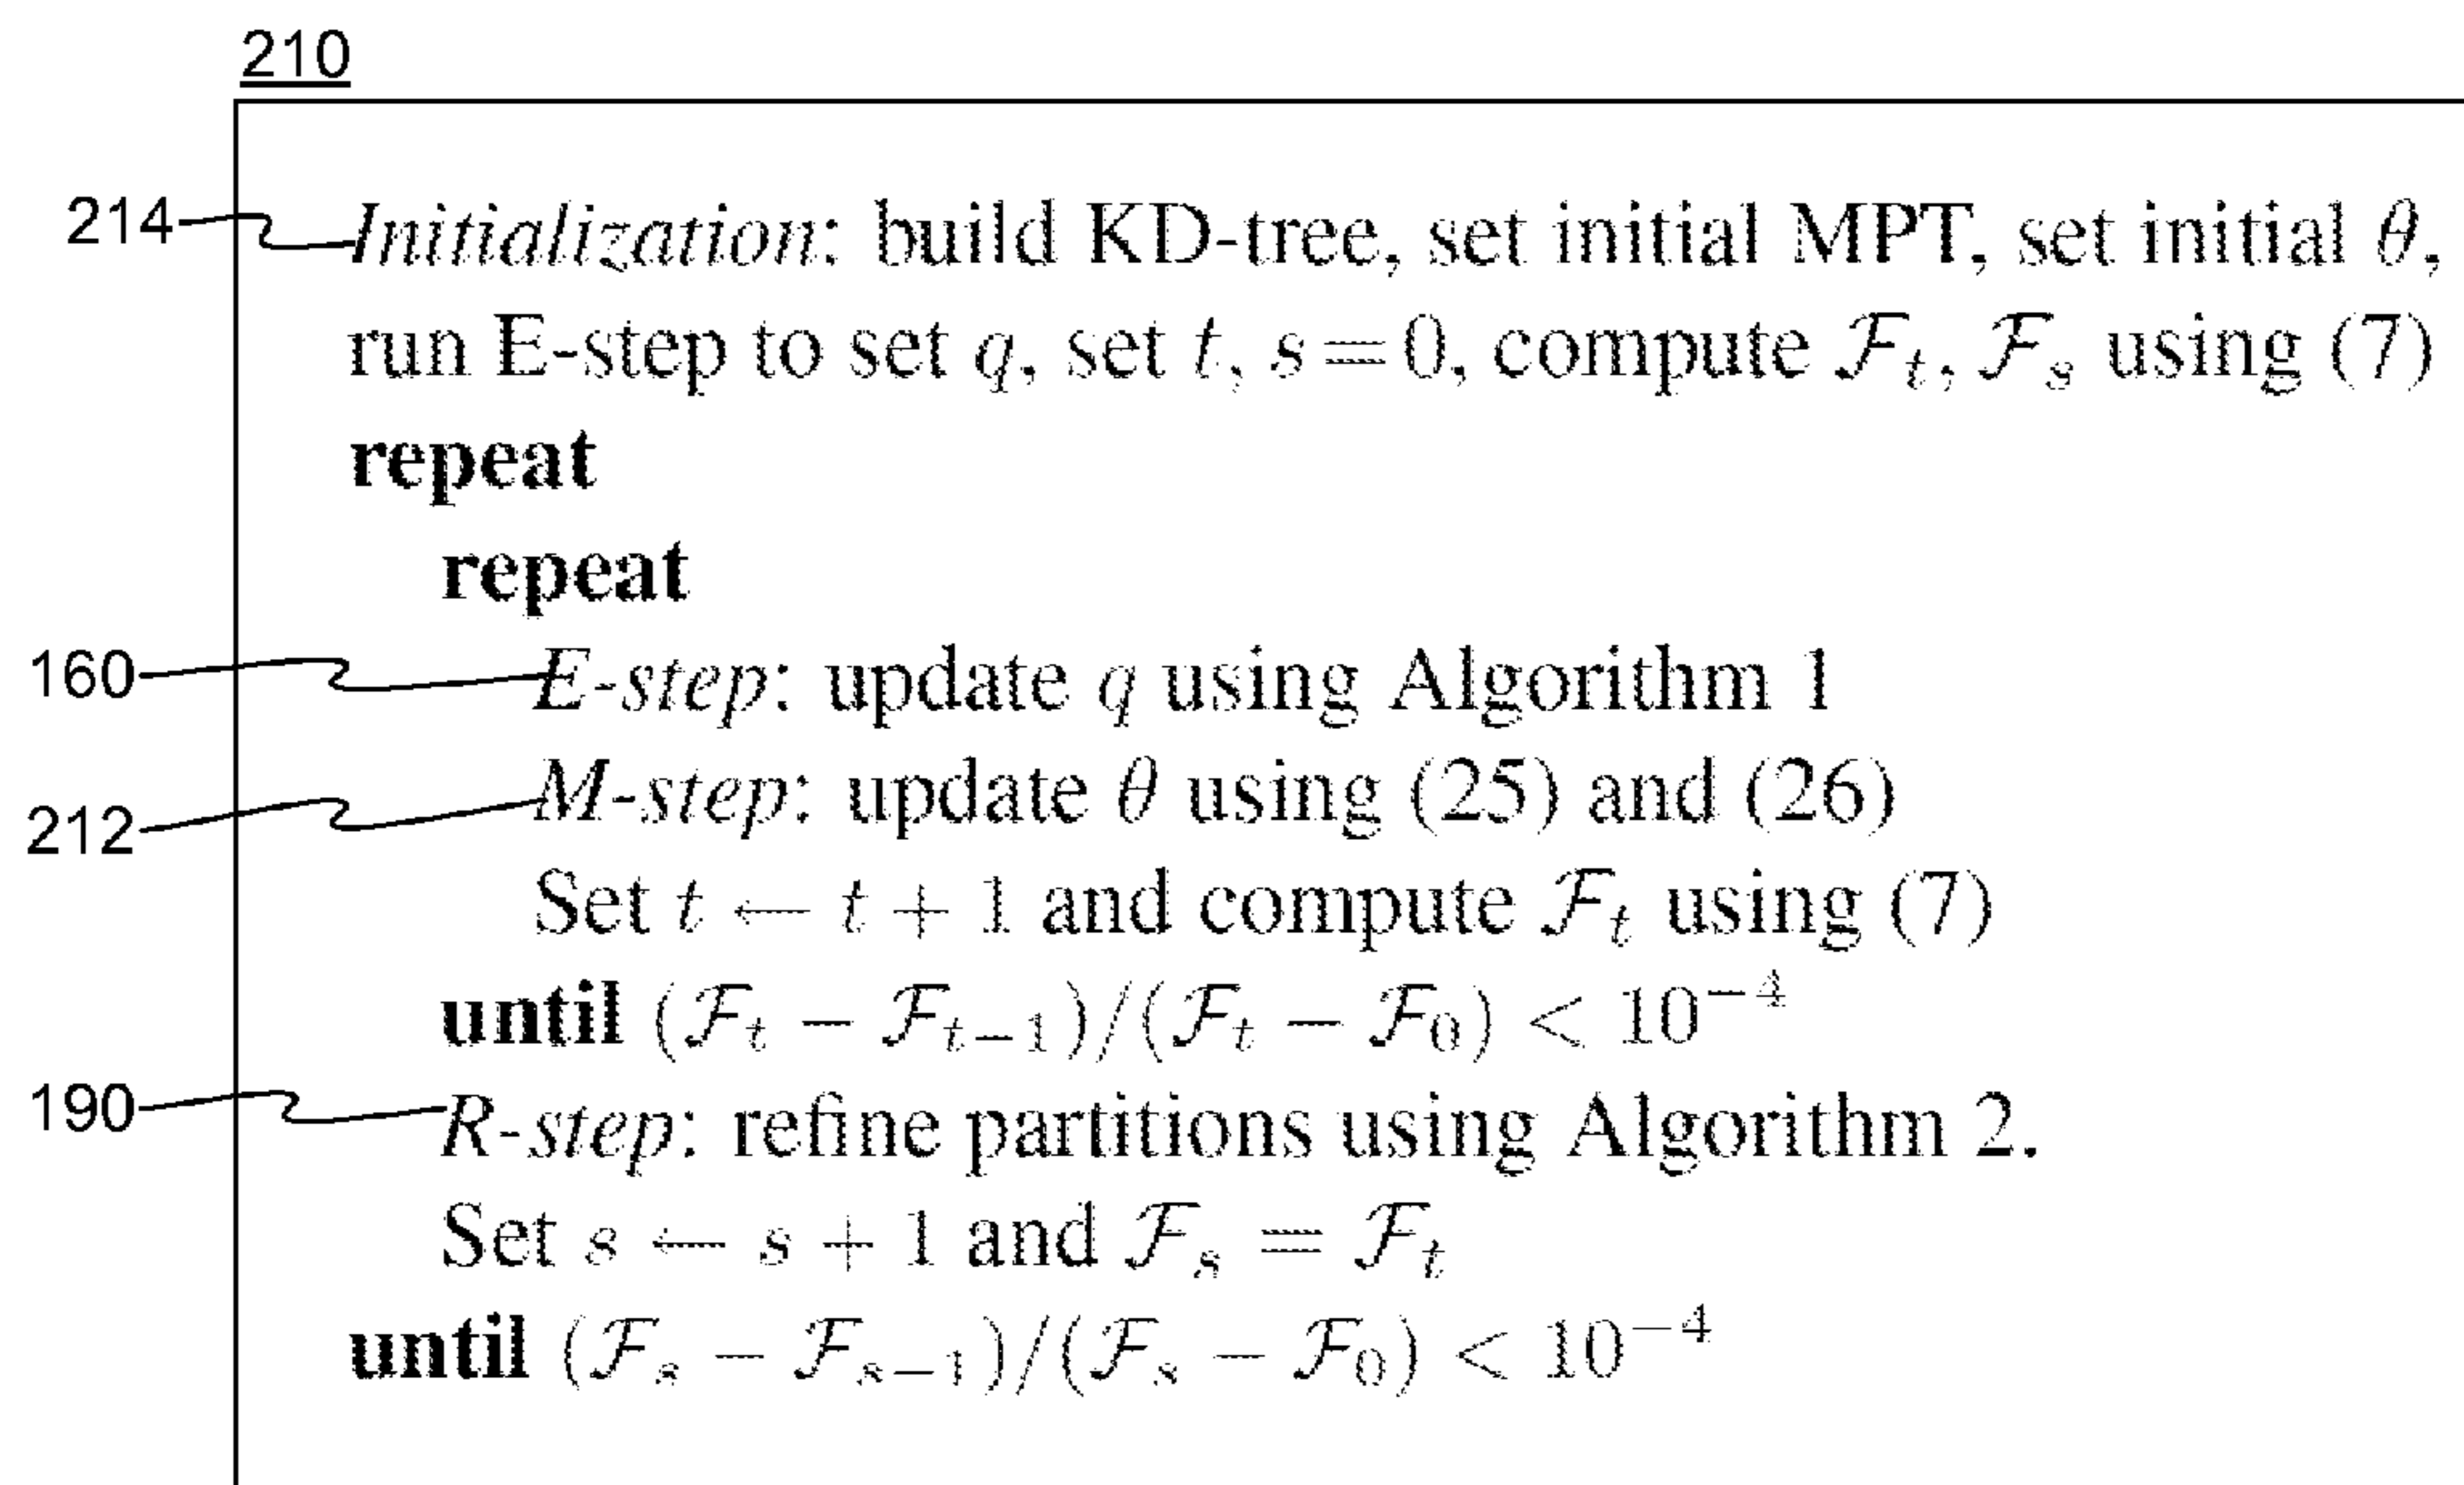 210
214 Initialization: build KD-tree, set initial MPT, set initial θ,
run E-step to set q, set t, s = 0, compute ℱ_t, ℱ_s using (7)
repeat
repeat
160 E-step: update q using Algorithm 1
212 M-step: update θ using (25) and (26)
Set t ← t + 1 and compute ℱ_t using (7)
until (ℱ_t − ℱ_{t−1})/(ℱ_t − ℱ_0) < 10^{−4}
190 R-step: refine partitions using Algorithm 2.
Set s ← s + 1 and ℱ_s = ℱ_t
until (ℱ_s − ℱ_{s−1})/(ℱ_s − ℱ_0) < 10^{−4}